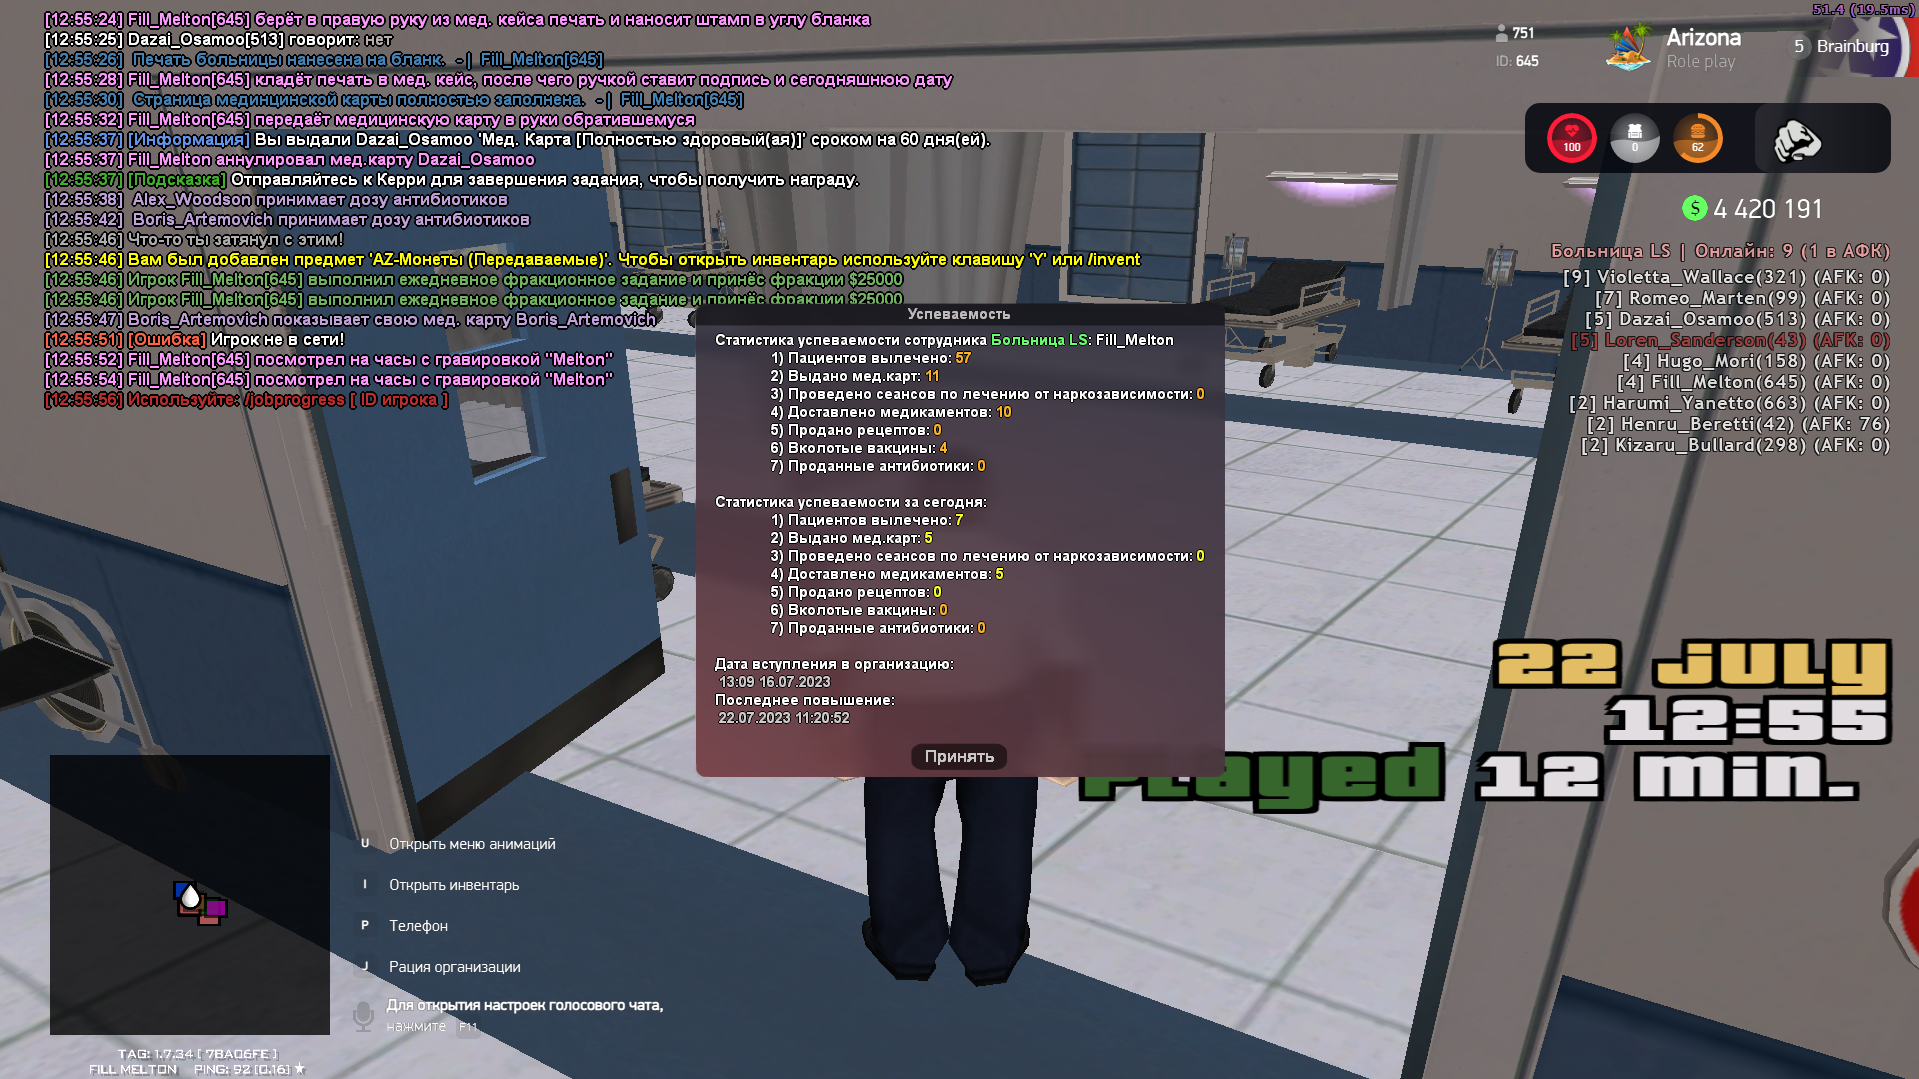 51.4 (19.5ms)
[12:55:24] Fill_Melton[645] берёт в правую руку из мед. кейса печать и наносит штамп в углу бланка
[12:55:25] Dazai_Osamoo[513] говорит: нет
[12:55:26] Печать больницы нанесена на бланк. - | Fill_Melton[645]
[12:55:28] Fill_Melton[645] кладёт печать в мед. кейс, после чего ручкой ставит подпись и сегодняшнюю дату
[12:55:30] Страница мединцинской карты полностью заполнена. - | Fill_Melton[645]
[12:55:32] Fill_Melton[645] передаёт медицинскую карту в руки обратившемуся
[12:55:37] [Информация] Вы выдали Dazai_Osamoo 'Мед. Карта [Полностью здоровый(ая)]' сроком на 60 дня(ей).
[12:55:37] Fill_Melton аннулировал мед.карту Dazai_Osamoo
[12:55:37] [Подсказка] Отправляйтесь к Керри для завершения задания, чтобы получить награду.
[12:55:38] Alex_Woodson принимает дозу антибиотиков
[12:55:42] Boris_Artemovich принимает дозу антибиотиков
[12:55:46] Что-то ты затянул с этим!
[12:55:46] Вам был добавлен предмет 'AZ-Монеты (Передаваемые)'. Чтобы открыть инвентарь используйте клавишу 'Y' или /invent
[12:55:46] Игрок Fill_Melton[645] выполнил ежедневное фракционное задание и принёс фракции $25000
[12:55:46] Игрок Fill_Melton[645] выполнил ежедневное фракционное задание и принёс фракции $25000
[12:55:47] Boris_Artemovich показывает свою мед. карту Boris_Artemovich
[12:55:51] [Ошибка] Игрок не в сети!
[12:55:52] Fill_Melton[645] посмотрел на часы с гравировкой "Melton"
[12:55:54] Fill_Melton[645] посмотрел на часы с гравировкой "Melton"
[12:55:56] Используйте: /jobprogress [ ID игрока ]
751
ID: 645
Arizona
Role play
5 Brainburg
100
0
62
$ 4 420 191
Больница LS | Онлайн: 9 (1 в АФК)
[9] Violetta_Wallace(321) (AFK: 0)
[7] Romeo_Marten(99) (AFK: 0)
[5] Dazai_Osamoo(513) (AFK: 0)
[5] Loren_Sanderson(43) (AFK: 0)
[4] Hugo_Mori(158) (AFK: 0)
[4] Fill_Melton(645) (AFK: 0)
[2] Harumi_Yanetto(663) (AFK: 0)
[2] Henru_Beretti(42) (AFK: 76)
[2] Kizaru_Bullard(298) (AFK: 0)
Успеваемость
Статистика успеваемости сотрудника Больница LS: Fill_Melton
1) Пациентов вылечено: 57
2) Выдано мед.карт: 11
3) Проведено сеансов по лечению от наркозависимости: 0
4) Доставлено медикаментов: 10
5) Продано рецептов: 0
6) Вколотые вакцины: 4
7) Проданные антибиотики: 0
Статистика успеваемости за сегодня:
1) Пациентов вылечено: 7
2) Выдано мед.карт: 5
3) Проведено сеансов по лечению от наркозависимости: 0
4) Доставлено медикаментов: 5
5) Продано рецептов: 0
6) Вколотые вакцины: 0
7) Проданные антибиотики: 0
Дата вступления в организацию:
13:09 16.07.2023
Последнее повышение:
22.07.2023 11:20:52
Принять
22 July
12:55
Played 12 min.
U Открыть меню анимаций
I Открыть инвентарь
P Телефон
J Рация организации
Для открытия настроек голосового чата,
нажмите F11
TAG: 1.7.34 [ 7BA06FE ]
FILL MELTON PING: 92 [0.16] ★